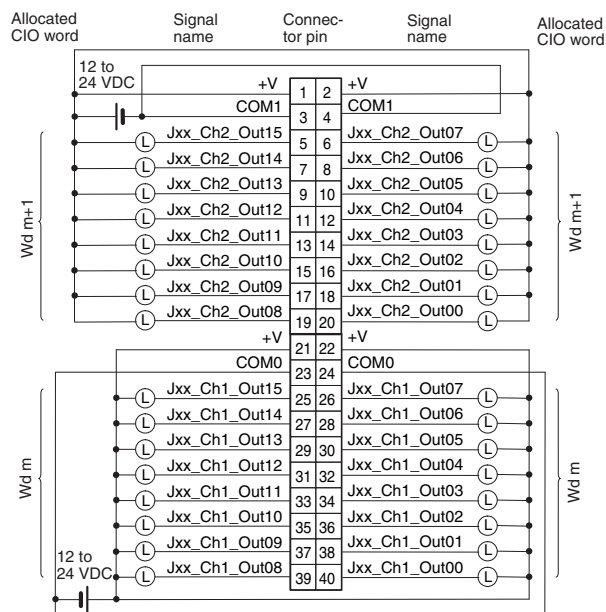 Allocated CIO word Signal name Connec-tor pin Signal name Allocated CIO word
12 to 24 VDC
+V 1 2 +V
COM1 3 4 COM1
L Jxx_Ch2_Out15 5 6 Jxx_Ch2_Out07 L
L Jxx_Ch2_Out14 7 8 Jxx_Ch2_Out06 L
L Jxx_Ch2_Out13 9 10 Jxx_Ch2_Out05 L
L Jxx_Ch2_Out12 11 12 Jxx_Ch2_Out04 L
L Jxx_Ch2_Out11 13 14 Jxx_Ch2_Out03 L
L Jxx_Ch2_Out10 15 16 Jxx_Ch2_Out02 L
L Jxx_Ch2_Out09 17 18 Jxx_Ch2_Out01 L
L Jxx_Ch2_Out08 19 20 Jxx_Ch2_Out00 L
Wd m+1 Wd m+1
+V 21 22 +V
COM0 23 24 COM0
L Jxx_Ch1_Out15 25 26 Jxx_Ch1_Out07 L
L Jxx_Ch1_Out14 27 28 Jxx_Ch1_Out06 L
L Jxx_Ch1_Out13 29 30 Jxx_Ch1_Out05 L
L Jxx_Ch1_Out12 31 32 Jxx_Ch1_Out04 L
L Jxx_Ch1_Out11 33 34 Jxx_Ch1_Out03 L
L Jxx_Ch1_Out10 35 36 Jxx_Ch1_Out02 L
L Jxx_Ch1_Out09 37 38 Jxx_Ch1_Out01 L
L Jxx_Ch1_Out08 39 40 Jxx_Ch1_Out00 L
Wd m Wd m
12 to 24 VDC